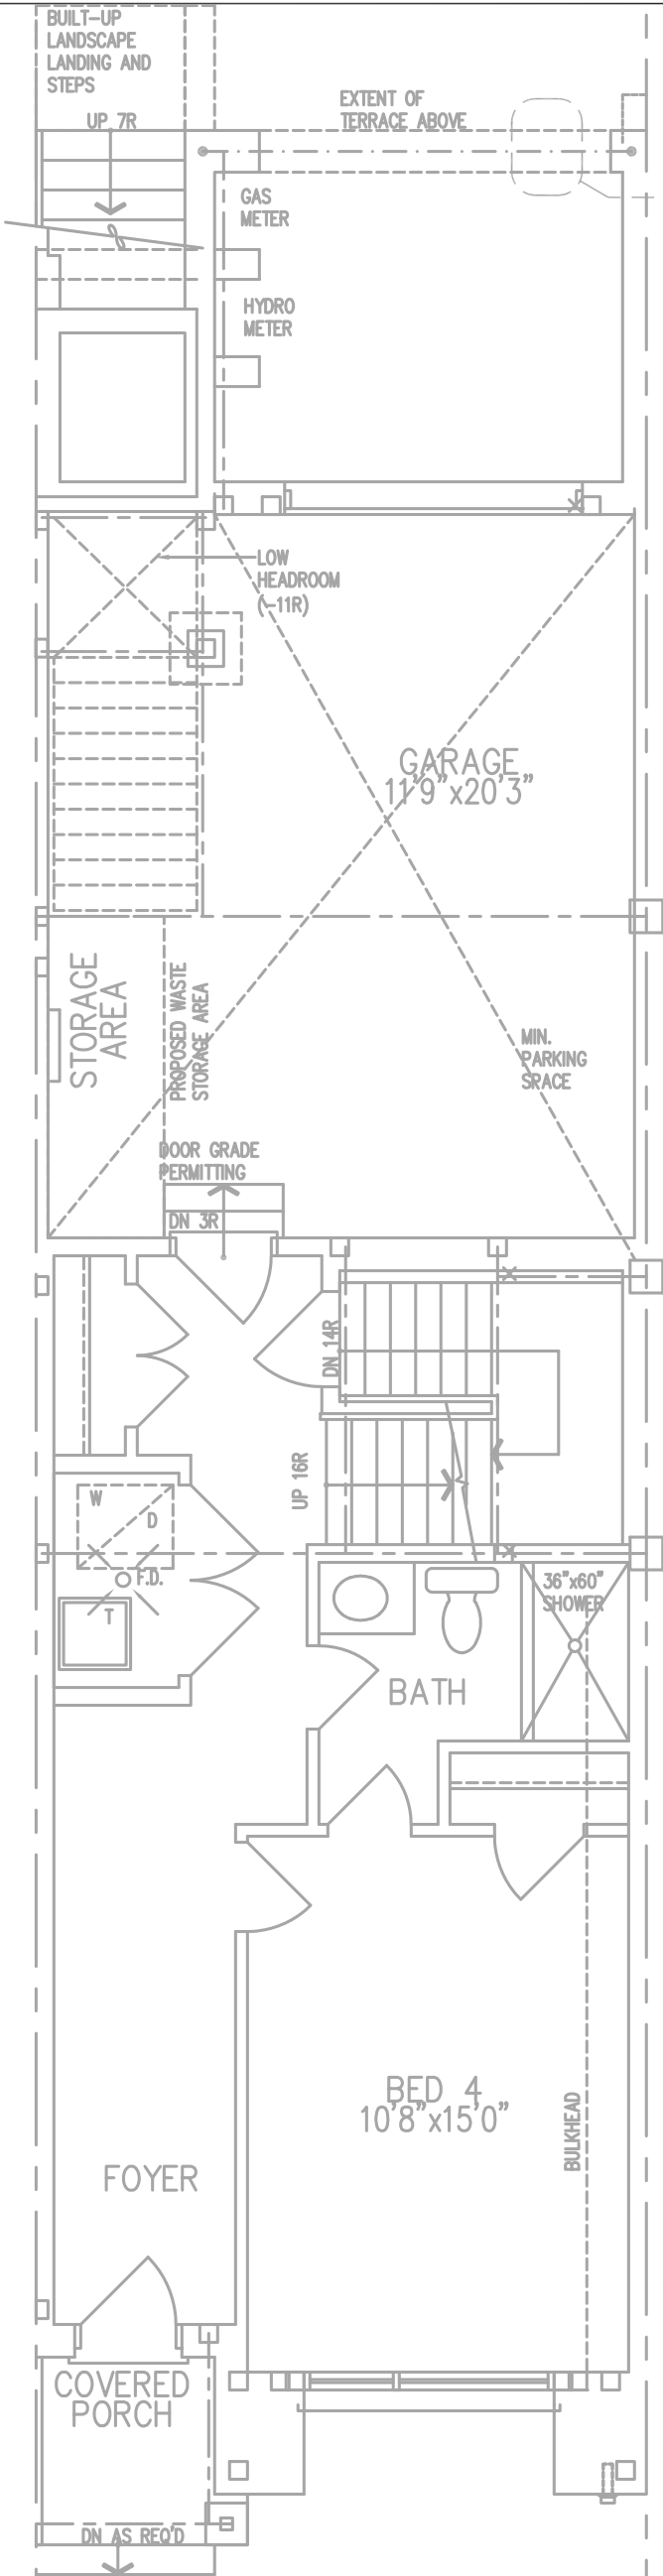 BUILT-UP
LANDSCAPE
LANDING AND
STEPS
UP 7R
EXTENT OF
TERRACE ABOVE
GAS
METER
HYDRO
METER
LOW
HEADROOM
(-11R)
GARAGE
11'9"x20'3"
STORAGE
AREA
PROPOSED WASTE
STORAGE AREA
MIN.
PARKING
SPACE
DOOR GRADE
PERMITTING
DN 3R
DN 14R
UP 16R
W
D
F.D.
T
36"x60"
SHOWER
BATH
BED 4
10'8"x15'0"
BULKHEAD
FOYER
COVERED
PORCH
DN AS REQ'D